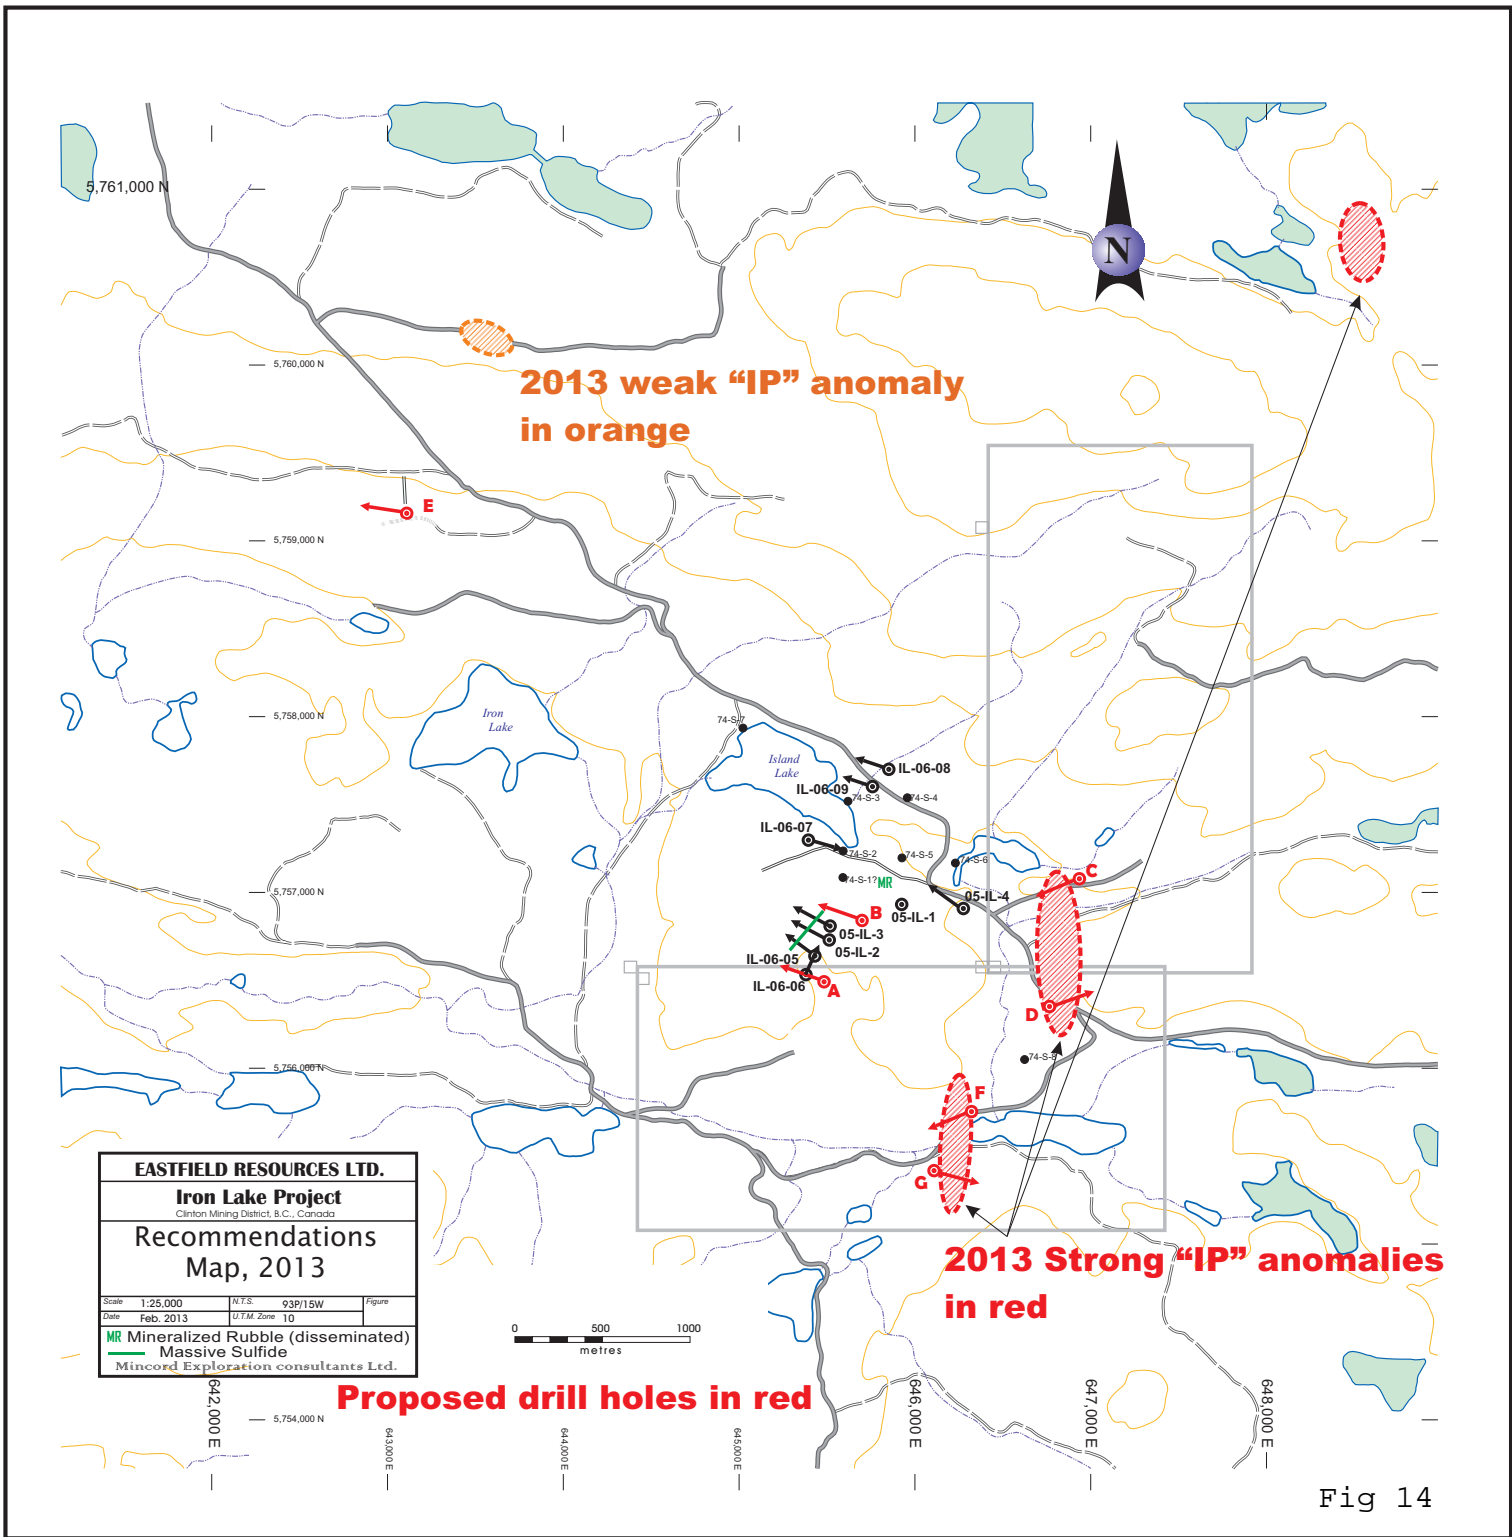 5,761,000 N
N
5,760,000 N
2013 weak “IP” anomaly
in orange
E
5,759,000 N
5,758,000 N
Iron
Lake
74-S-7
Island
Lake
IL-06-08
IL-06-09
74-S-3
74-S-4
IL-06-07
74-S-2
74-S-5
74-S-6
74-S-1?
MR
C
5,757,000 N
05-IL-4
05-IL-1
B
05-IL-3
05-IL-2
IL-06-05
IL-06-06
A
D
74-S-8
5,756,000 N
F
G
EASTFIELD RESOURCES LTD.
Iron Lake Project
Clinton Mining District, B.C., Canada
Recommendations
Map, 2013
Scale 1:25,000 N.T.S. 93P/15W Figure
Date Feb. 2013 U.T.M. Zone 10
MR Mineralized Rubble (disseminated)
Massive Sulfide
Mincord Exploration consultants Ltd.
2013 Strong “IP” anomalies
in red
0 500 1000
metres
Proposed drill holes in red
5,754,000 N
642,000 E
643,000 E
644,000 E
645,000 E
646,000 E
647,000 E
648,000 E
Fig 14